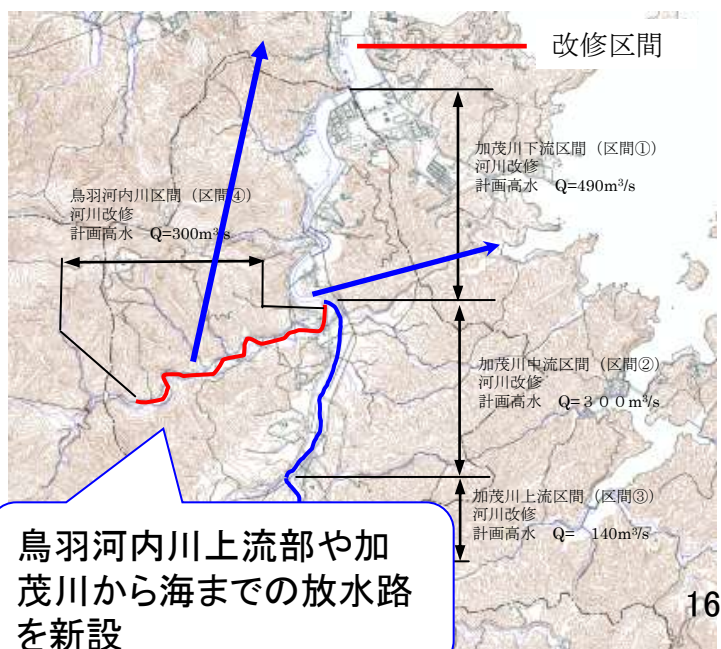 改修区間
加茂川下流区間（区間①）
河川改修
計画高水 Q=490m³/s
鳥羽河内川区間（区間④）
河川改修
計画高水 Q=300m³/s
加茂川中流区間（区間②）
河川改修
計画高水 Q=３００m³/s
加茂川上流区間（区間③）
河川改修
計画高水 Q= 140m³/s
鳥羽河内川上流部や加
茂川から海までの放水路
を新設
16